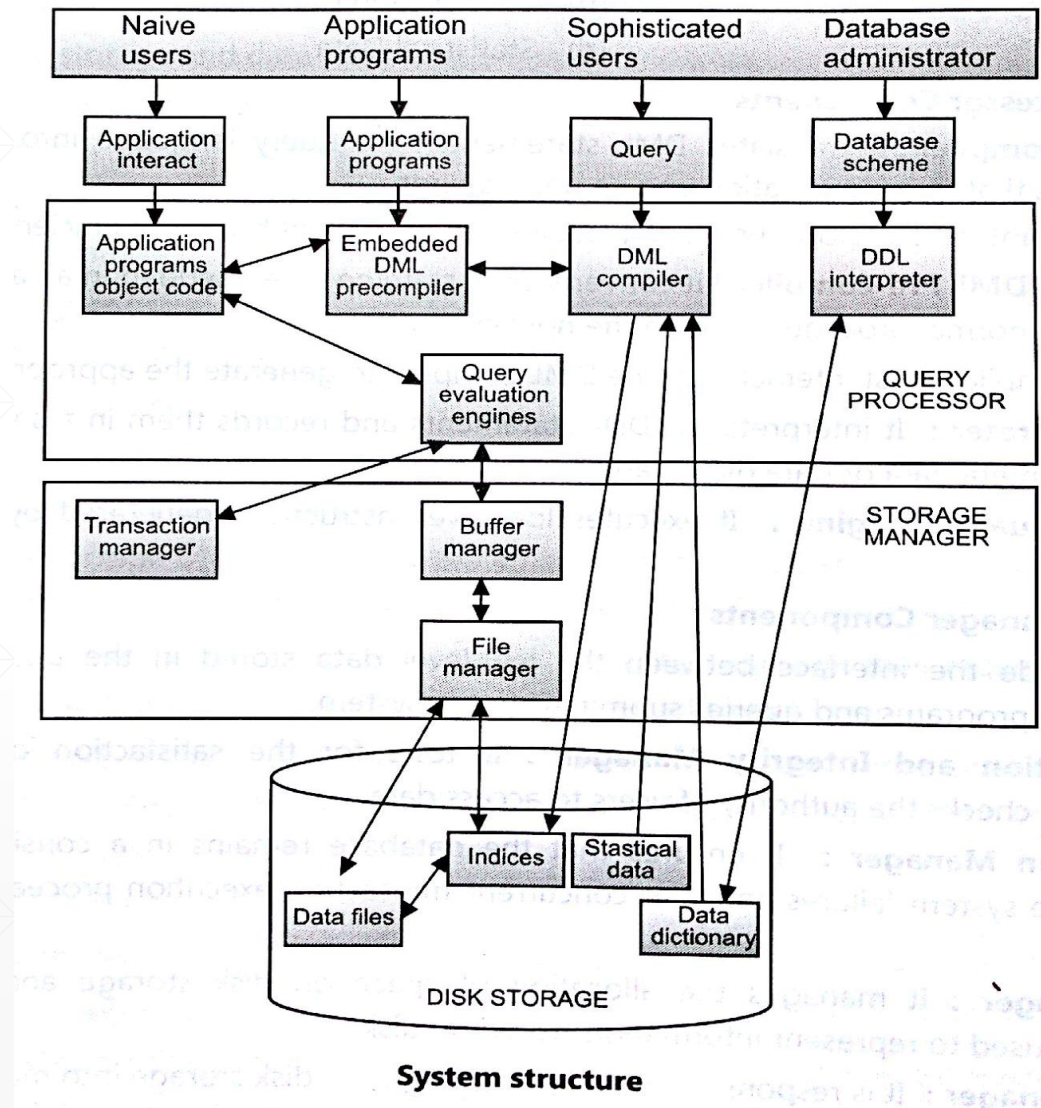 Naive
users
Application
programs
Sophisticated
users
Database
administrator
Application
interact
Application
programs
Query
Database
scheme
Application
programs
object code
Embedded
DML
precompiler
DML
compiler
DDL
interpreter
Query
evaluation
engines
QUERY
PROCESSOR
Transaction
manager
Buffer
manager
STORAGE
MANAGER
File
manager
Indices
Stastical
data
Data files
Data
dictionary
DISK STORAGE
System structure